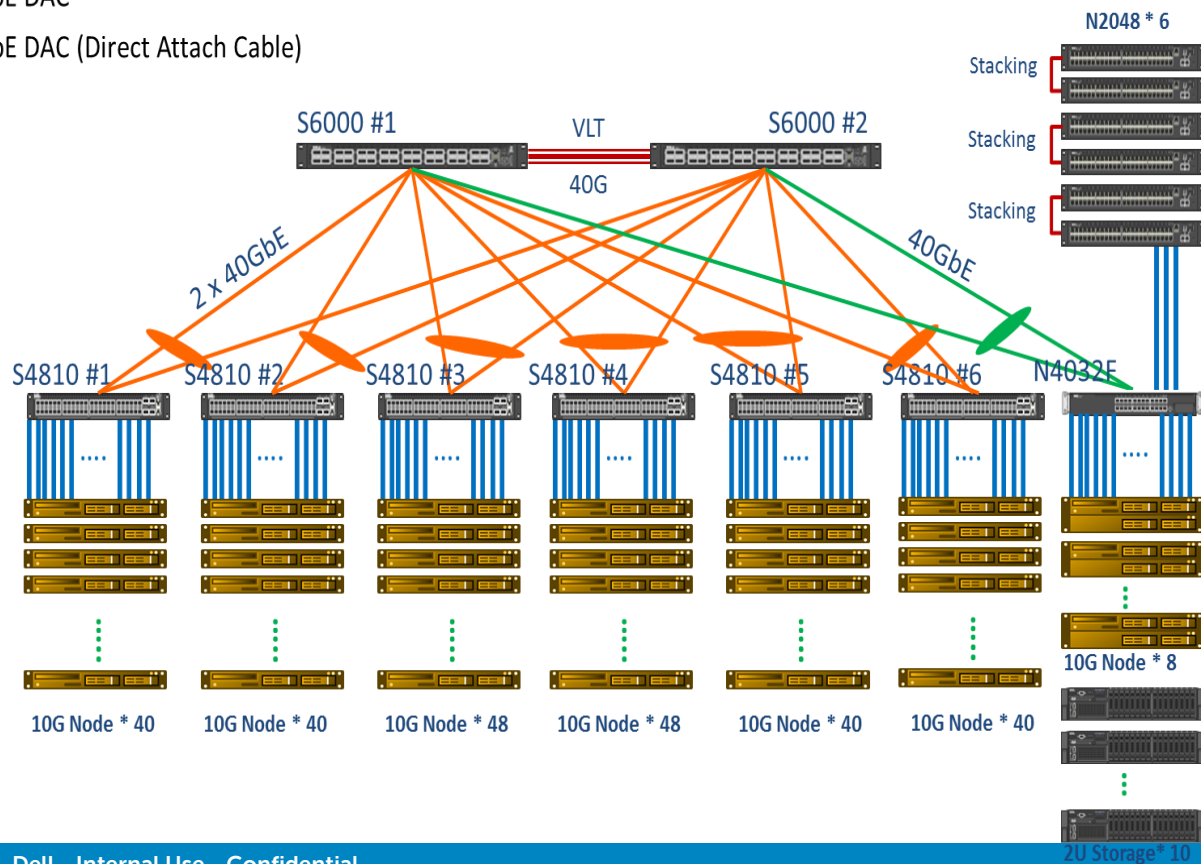 DAC
DAC (Direct Attach Cable)
N2048 * 6
Stacking
S6000 #1
VLT
S6000 #2
Stacking
40G
Stacking
2 x 40GbE
40GbE
S4810 #1
S4810 #2
S4810 #3
S4810 #4
S4810 #5
S4810 #6
N4032F
10G Node * 8
10G Node * 40
10G Node * 40
10G Node * 48
10G Node * 48
10G Node * 40
10G Node * 40
2U Storage* 10
Dell - Internal Use - Confidential